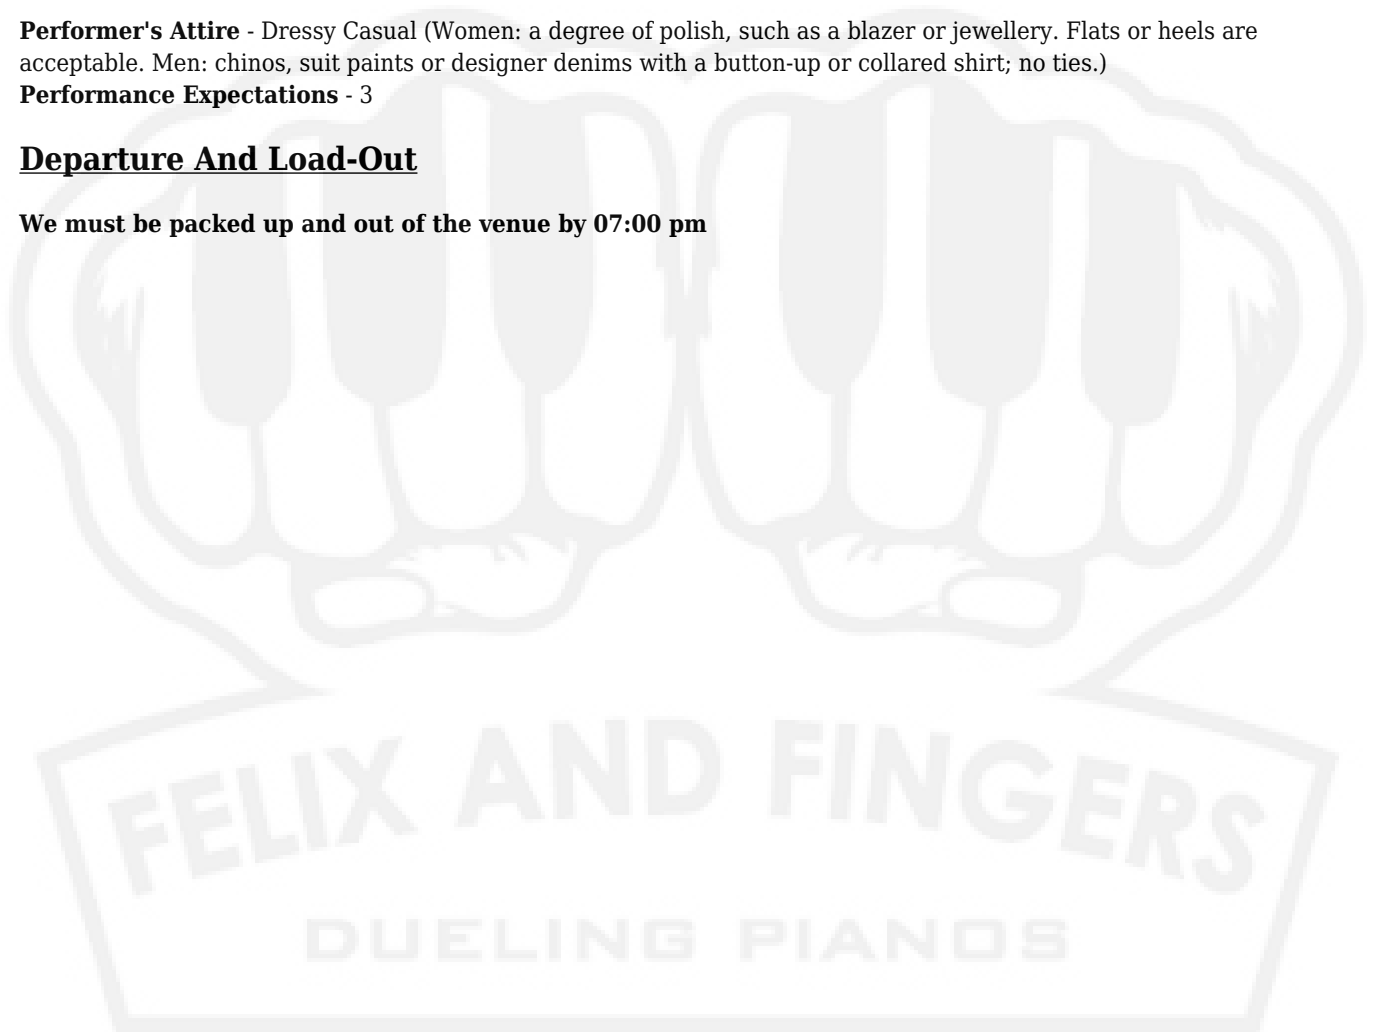 Performer's Attire - Dressy Casual (Women: a degree of polish, such as a blazer or jewellery. Flats or heels are
acceptable. Men: chinos, suit paints or designer denims with a button-up or collared shirt; no ties.)
Performance Expectations - 3
Departure And Load-Out
We must be packed up and out of the venue by 07:00 pm
FELIX AND FINGERS
DUELING PIANOS